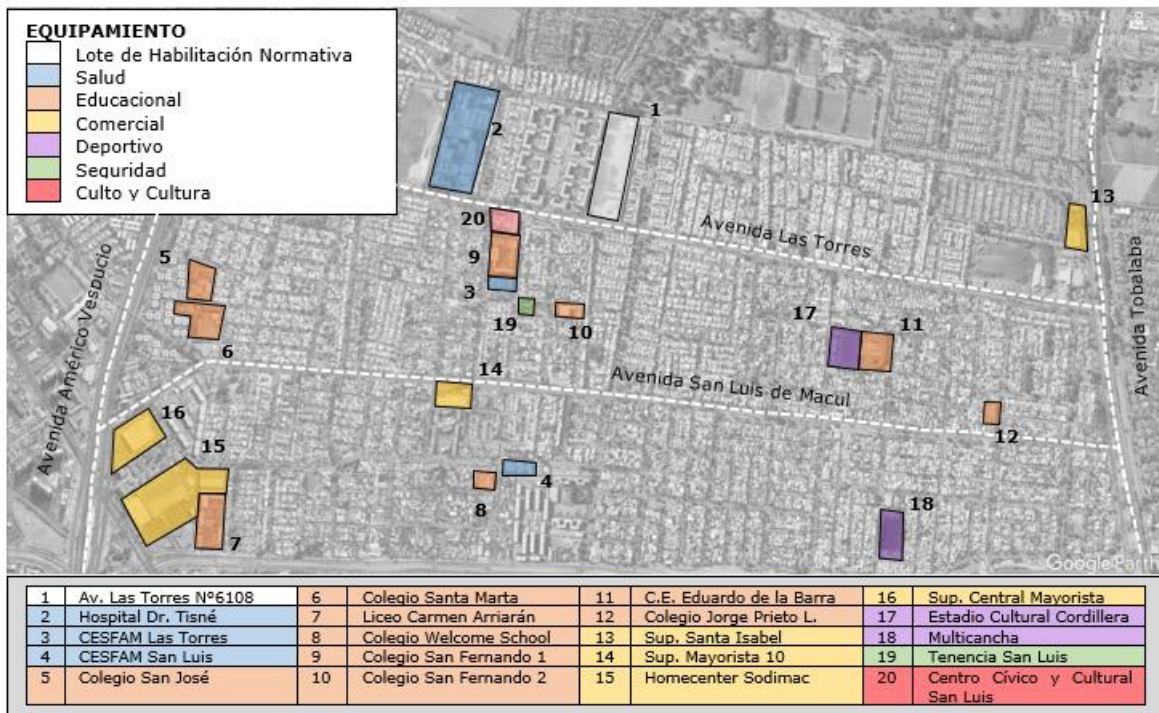 EQUIPAMIENTO
Lote de Habilitación Normativa
Salud
Educacional
Comercial
Deportivo
Seguridad
Culto y Cultura
1
2
13
20
Avenida Las Torres
5
9
3
19
10
17
11
Avenida Américo Vespucio
Avenida Tobalaba
6
14
Avenida San Luis de Macul
16
15
12
4
8
18
7
Google Earth
1 Av. Las Torres N°6108 6 Colegio Santa Marta 11 C.E. Eduardo de la Barra 16 Sup. Central Mayorista
2 Hospital Dr. Tisné 7 Liceo Carmen Arriarán 12 Colegio Jorge Prieto L. 17 Estadio Cultural Cordillera
3 CESFAM Las Torres 8 Colegio Welcome School 13 Sup. Santa Isabel 18 Multicancha
4 CESFAM San Luis 9 Colegio San Fernando 1 14 Sup. Mayorista 10 19 Tenencia San Luis
5 Colegio San José 10 Colegio San Fernando 2 15 Homecenter Sodimac 20 Centro Cívico y Cultural
San Luis